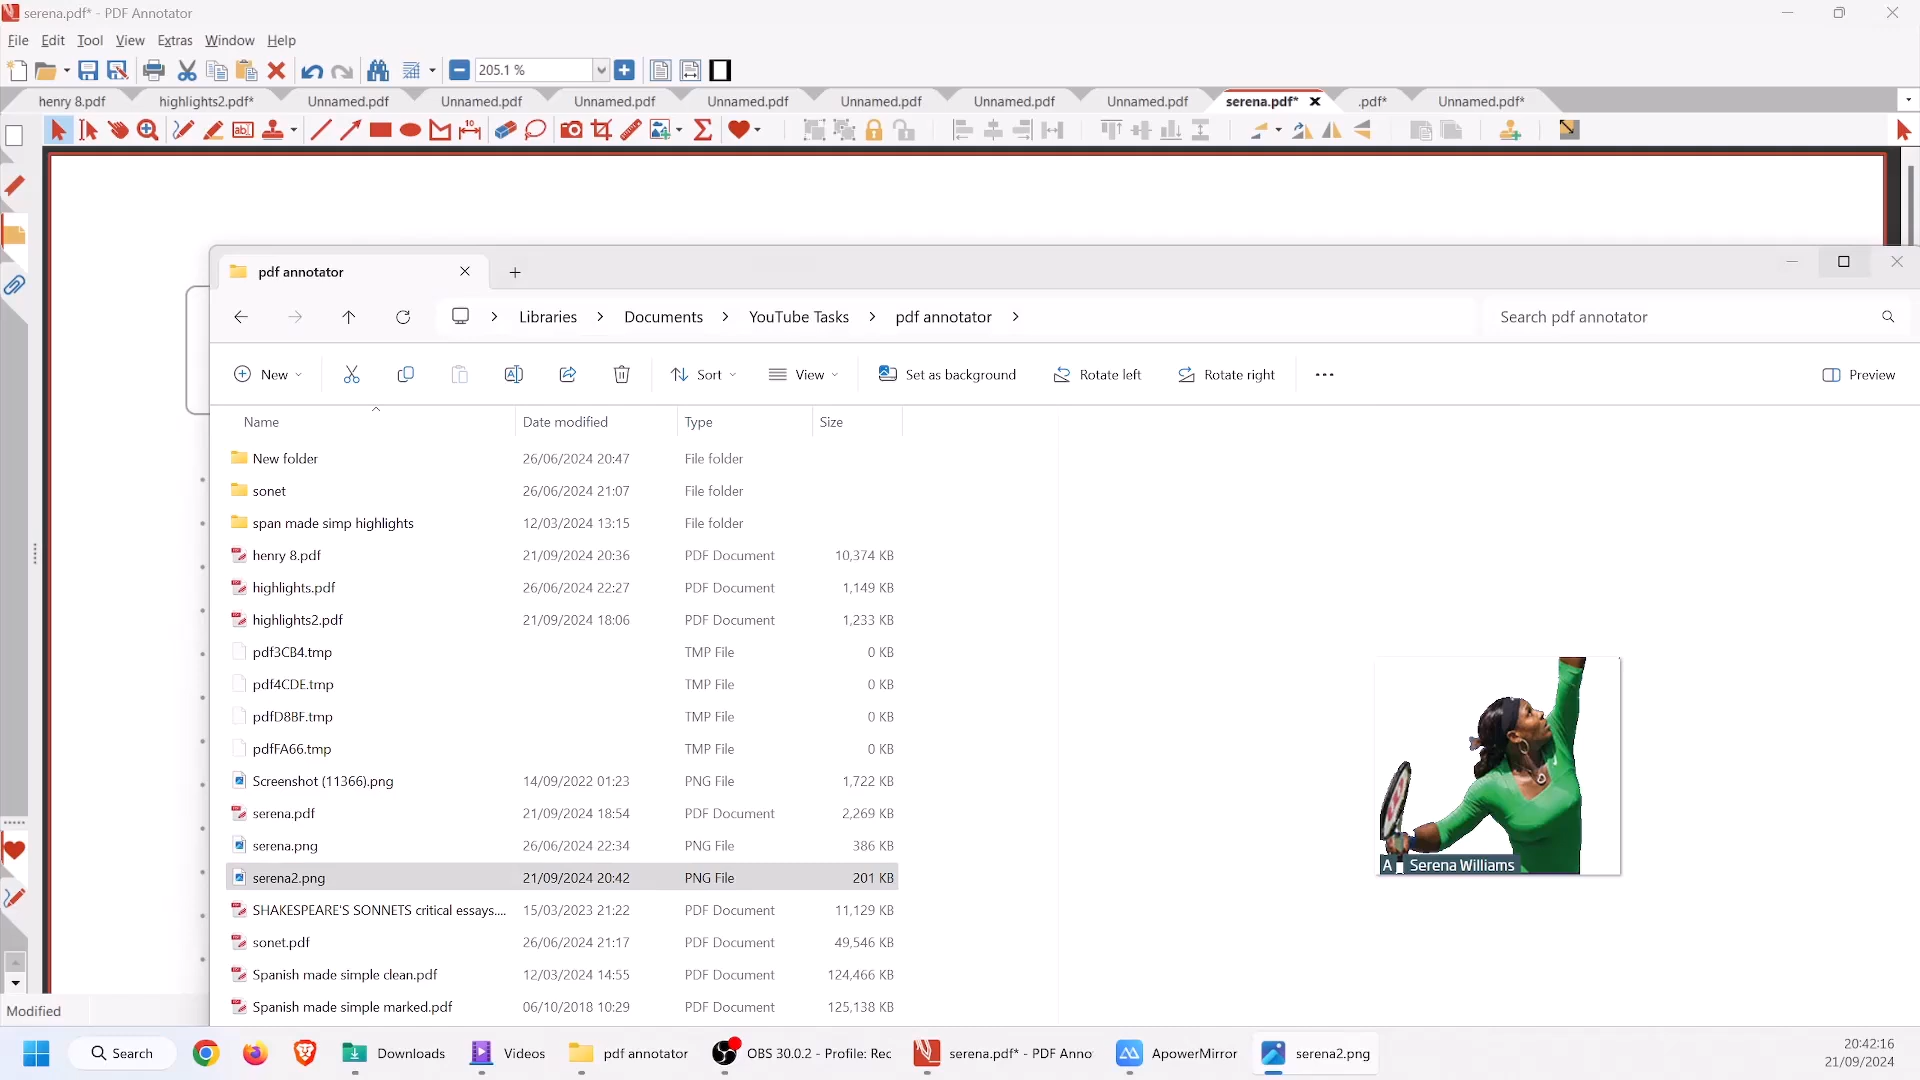 serena.pdf* - PDF Annotator
File Edit Tool View Extras Window Help
205.1 %
henry 8.pdf highlights2.pdf* Unnamed.pdf Unnamed.pdf Unnamed.pdf Unnamed.pdf Unnamed.pdf Unnamed.pdf Unnamed.pdf serena.pdf* .pdf* Unnamed.pdf*
pdf annotator
Libraries > Documents > YouTube Tasks > pdf annotator >
Search pdf annotator
New Sort View Set as background Rotate left Rotate right ... Preview
Name Date modified Type Size
New folder 26/06/2024 20:47 File folder
sonet 26/06/2024 21:07 File folder
span made simp highlights 12/03/2024 13:15 File folder
henry 8.pdf 21/09/2024 20:36 PDF Document 10,374 KB
highlights.pdf 26/06/2024 22:27 PDF Document 1,149 KB
highlights2.pdf 21/09/2024 18:06 PDF Document 1,233 KB
pdf3CB4.tmp TMP File 0 KB
pdf4CDE.tmp TMP File 0 KB
pdfD8BF.tmp TMP File 0 KB
pdfFA66.tmp TMP File 0 KB
Screenshot (11366).png 14/09/2022 01:23 PNG File 1,722 KB
serena.pdf 21/09/2024 18:54 PDF Document 2,269 KB
serena.png 26/06/2024 22:34 PNG File 386 KB
serena2.png 21/09/2024 20:42 PNG File 201 KB
SHAKESPEARE'S SONNETS critical essays.... 15/03/2023 21:22 PDF Document 11,129 KB
sonet.pdf 26/06/2024 21:17 PDF Document 49,546 KB
Spanish made simple clean.pdf 12/03/2024 14:55 PDF Document 124,466 KB
Spanish made simple marked.pdf 06/10/2018 10:29 PDF Document 125,138 KB
A Serena Williams
Modified
Search Downloads Videos pdf annotator OBS 30.0.2 - Profile: Rec serena.pdf* - PDF Anno ApowerMirror serena2.png
20:42:16
21/09/2024